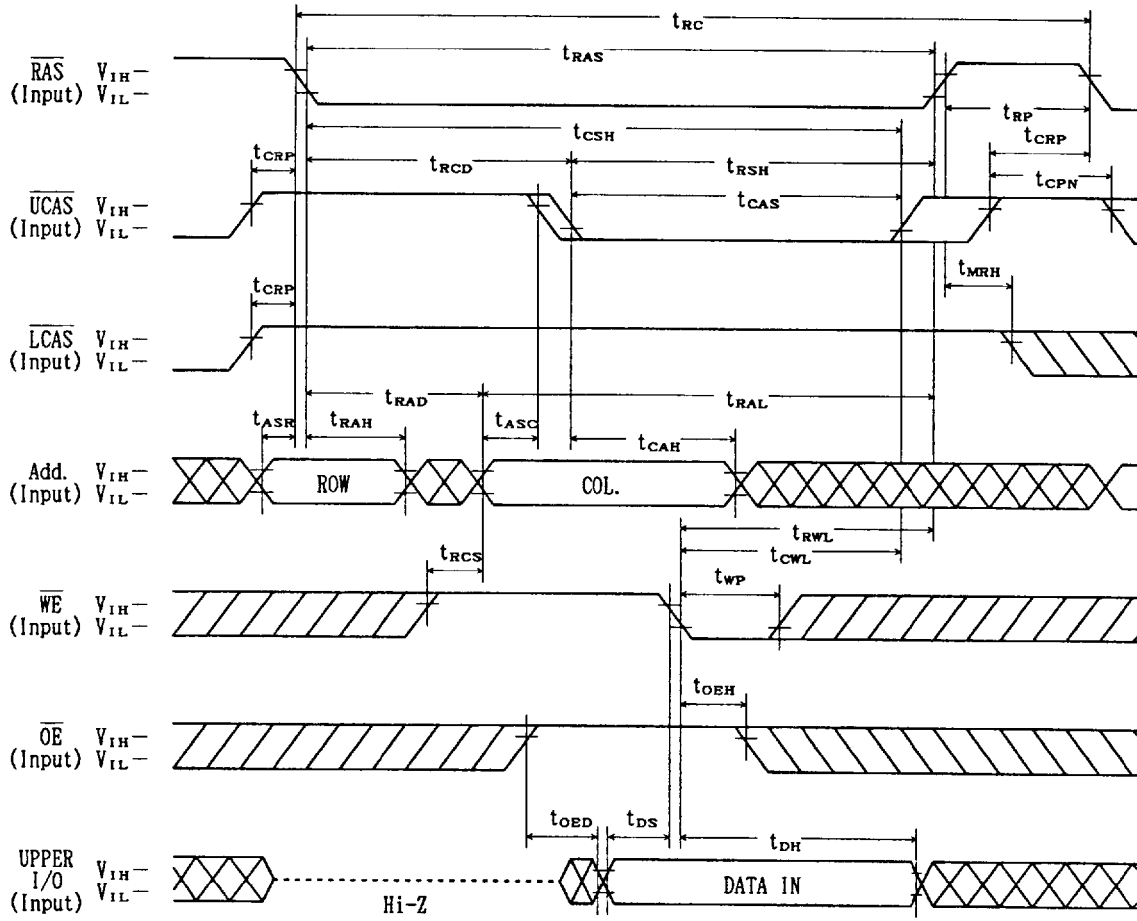 tRC
tRAS
RAS VIH—
(Input) VIL—
tRP
tCSH
tCRP
tCRP
tRCD
tRSH
tCPN
tCAS
UCAS VIH—
(Input) VIL—
tMRH
tCRP
LCAS VIH—
(Input) VIL—
tRAD
tRAL
tASR
tRAH
tASC
tCAH
Add. VIH—
(Input) VIL—
ROW
COL.
tRWL
tCWL
tRCS
tWP
WE VIH—
(Input) VIL—
tOEH
OE VIH—
(Input) VIL—
tOED
tDS
tDH
UPPER
I/O VIH—
(Input) VIL—
DATA IN
Hi-Z